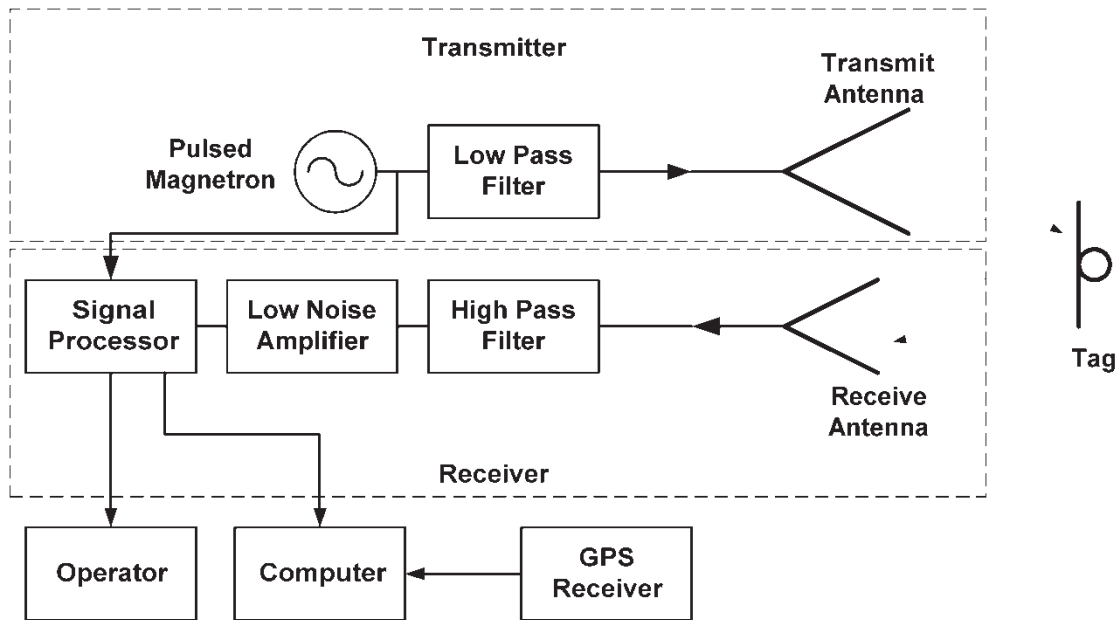 Transmitter
Transmit
Antenna
Pulsed
Magnetron
Low Pass
Filter
Tag
Signal
Processor
Low Noise
Amplifier
High Pass
Filter
Receive
Antenna
Receiver
Operator
Computer
GPS
Receiver